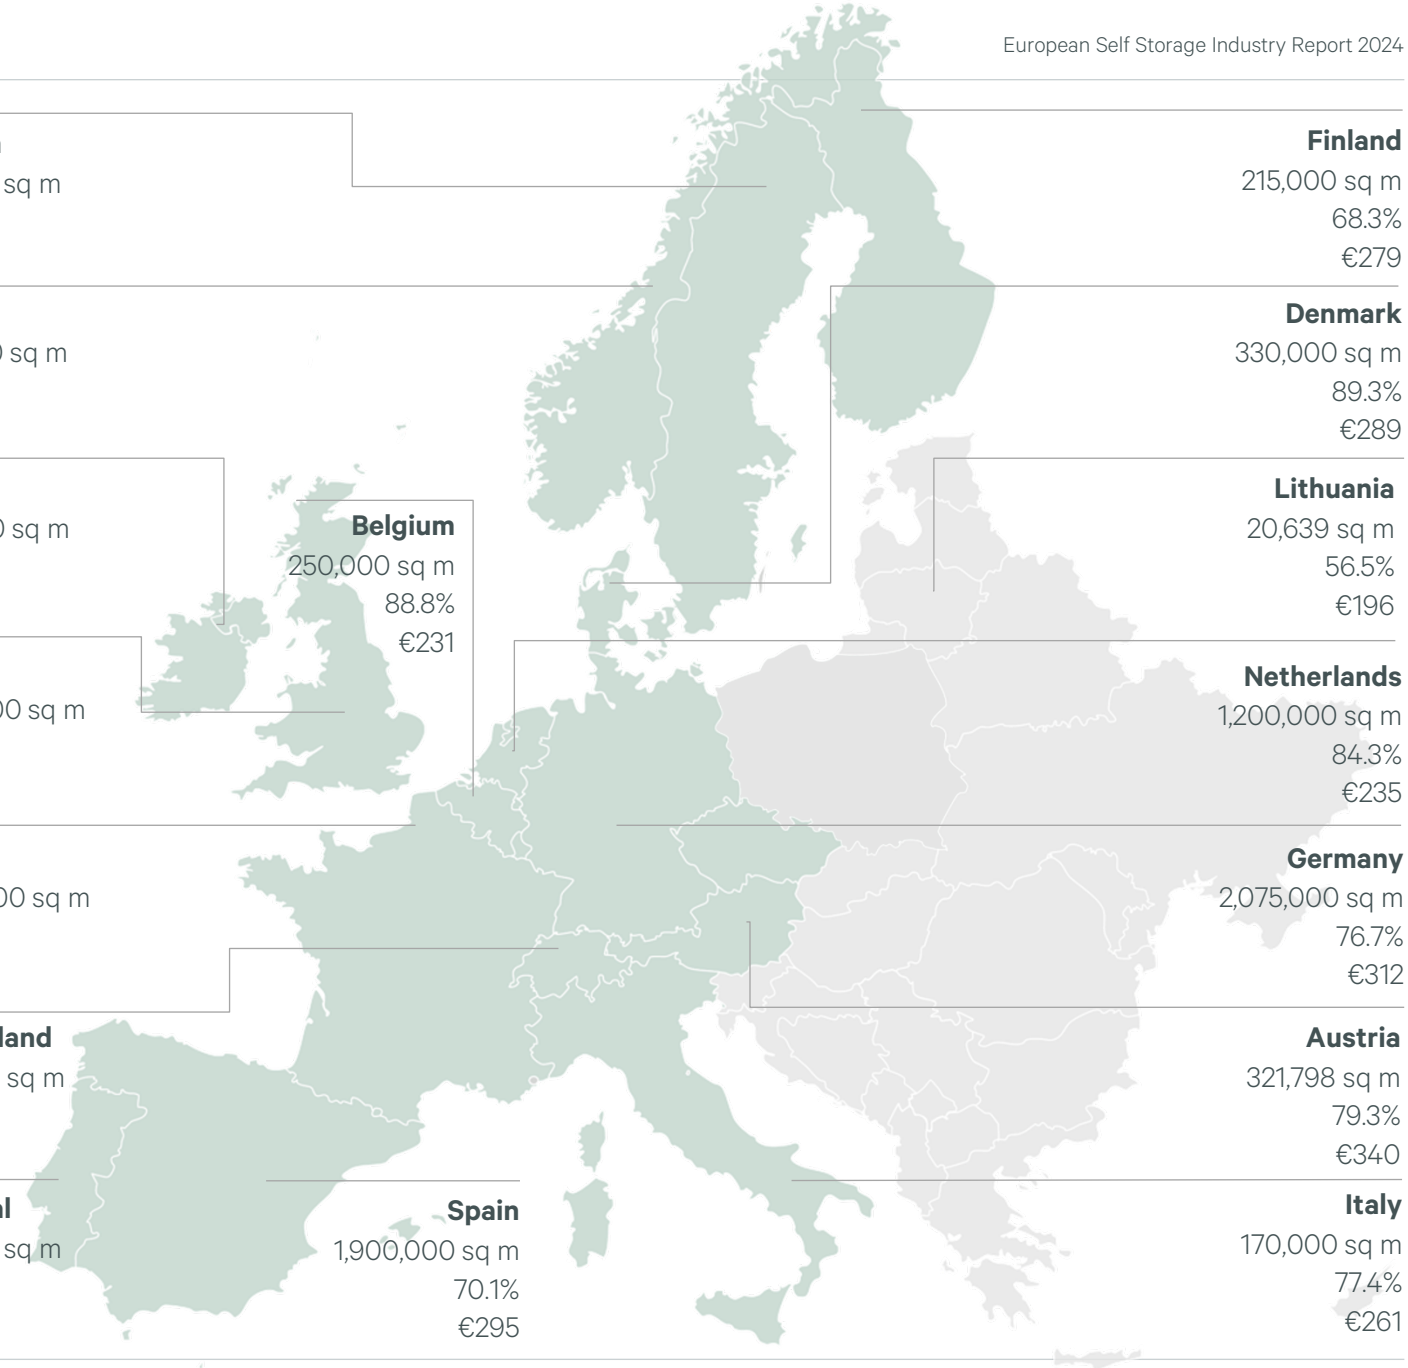 European Self Storage Industry Report 2024
sq m
Finland
215,000 sq m
68.3%
€279
sq m
Denmark
330,000 sq m
89.3%
€289
sq m
Belgium
250,000 sq m
88.8%
€231
Lithuania
20,639 sq m
56.5%
€196
sq m
Netherlands
1,200,000 sq m
84.3%
€235
sq m
Germany
2,075,000 sq m
76.7%
€312
land
sq m
Austria
321,798 sq m
79.3%
€340
sq m
Spain
1,900,000 sq m
70.1%
€295
Italy
170,000 sq m
77.4%
€261